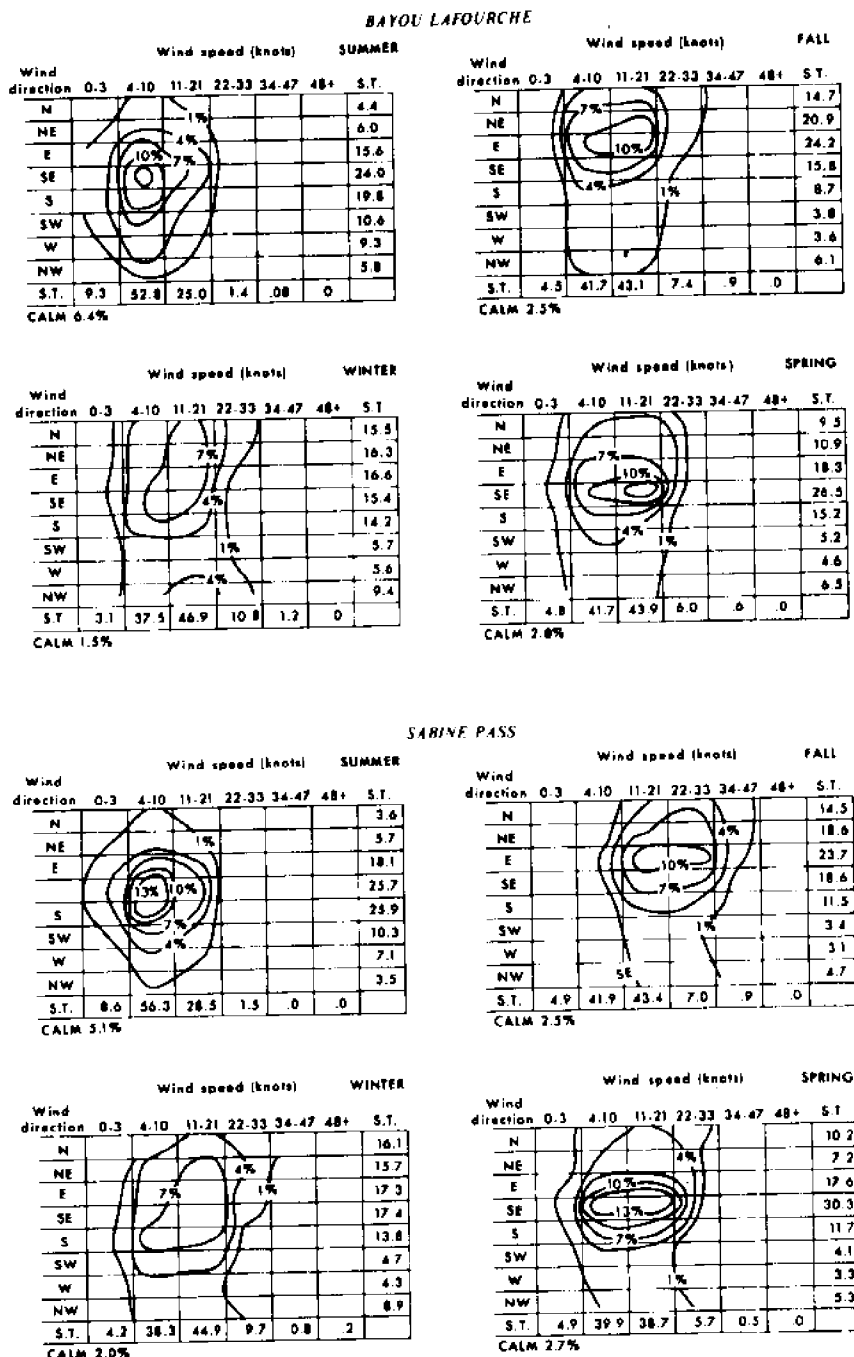 BAYOU LAFOURCHE
Wind speed (knots) SUMMER
Wind
direction 0-3 4-10 11-21 22-33 34-47 48+ S.T.
N 1% 4.4
NE 4% 6.0
E 10% 7% 15.6
SE 24.0
S 19.8
SW 10.6
W 9.3
NW 5.8
S.T. 9.3 52.8 25.0 1.4 .08 0
CALM 6.4%
Wind speed (knots) FALL
Wind
direction 0-3 4-10 11-21 22-33 34-47 48+ S.T.
N 7% 14.7
NE 20.9
E 10% 24.2
SE 4% 15.8
S 1% 8.7
SW 3.8
W 3.6
NW 6.1
S.T. 4.5 41.7 43.1 7.4 .9 .0
CALM 2.5%
Wind speed (knots) WINTER
Wind
direction 0-3 4-10 11-21 22-33 34-47 48+ S.T
N 15.5
NE 7% 16.3
E 16.6
SE 4% 15.4
S 14.2
SW 1% 5.7
W 5.6
NW 4% 9.4
S.T 3.1 37.5 46.9 10.8 1.2 0
CALM 1.5%
Wind speed (knots) SPRING
Wind
direction 0-3 4-10 11-21 22-33 34-47 48+ S.T.
N 9.5
NE 7% 10.9
E 10% 18.3
SE 26.5
S 4% 15.2
SW 1% 5.2
W 4.6
NW 6.5
S.T. 4.8 41.7 43.9 6.0 .6 .0
CALM 2.8%
SABINE PASS
Wind speed (knots) SUMMER
Wind
direction 0-3 4-10 11-21 22-33 34-47 48+ S.T.
N 3.6
NE 1% 5.7
E 18.1
13% 10% 25.7
S 7% 25.9
SW 4% 10.3
W 7.1
NW 3.5
S.T. 8.6 56.3 28.5 1.5 .0 .0
CALM 5.1%
Wind speed (knots) FALL
Wind
direction 0-3 4-10 11-21 22-33 34-47 48+ S.T.
N 14.5
NE 4% 18.6
E 10% 23.7
SE 7% 18.6
S 11.5
SW 1% 3.4
W 3.1
NW SE 4.7
S.T. 4.9 41.9 43.4 7.0 .9 .0
CALM 2.5%
Wind speed (knots) WINTER
Wind
direction 0-3 4-10 11-21 22-33 34-47 48+ S.T.
N 16.1
NE 4% 15.7
E 7% 1% 17.3
SE 17.4
S 13.8
SW 4.7
W 4.3
NW 8.9
S.T. 4.2 38.3 44.9 9.7 0.8 .2
CALM 2.0%
Wind speed (knots) SPRING
Wind
direction 0-3 4-10 11-21 22-33 34-47 48+ S.T
N 10.2
NE 4% 7.2
E 10% 17.6
SE 13% 30.3
S 7% 11.7
SW 4.1
W 1% 3.3
NW 5.3
S.T. 4.9 39.9 38.7 5.7 0.5 .0
CALM 2.7%